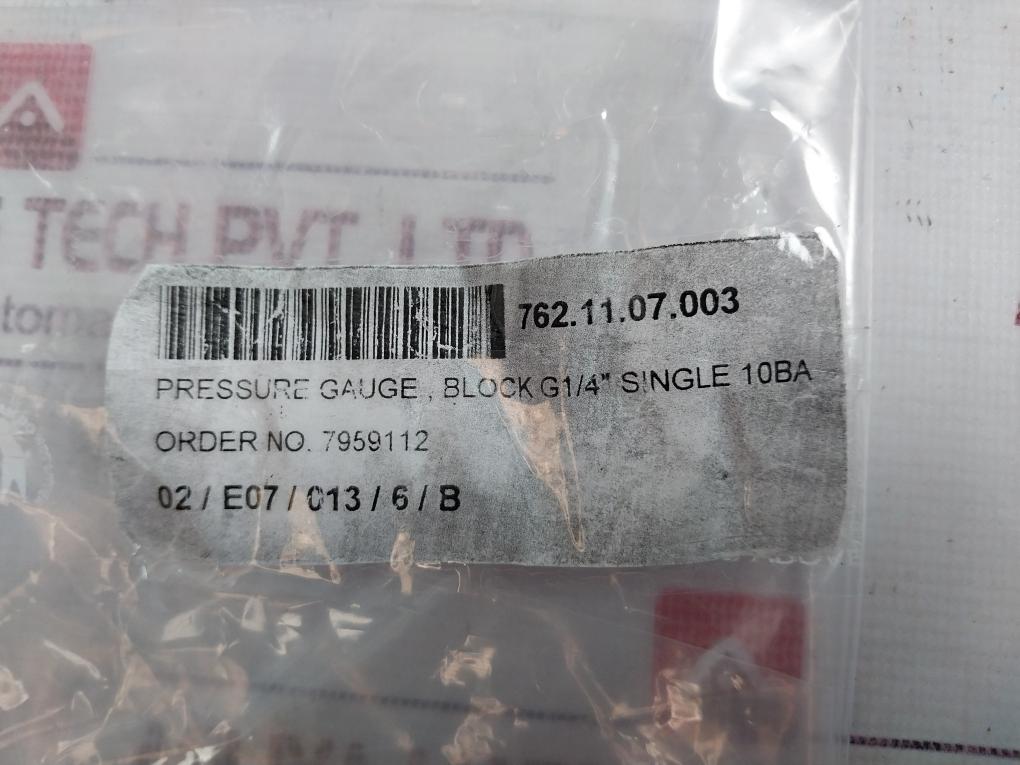 TECH PVT. LTD
762.11.07.003
PRESSURE GAUGE , BLOCK G1/4" SINGLE 10BA
ORDER NO. 7959112
02 / E07 / 013 / 6 / B